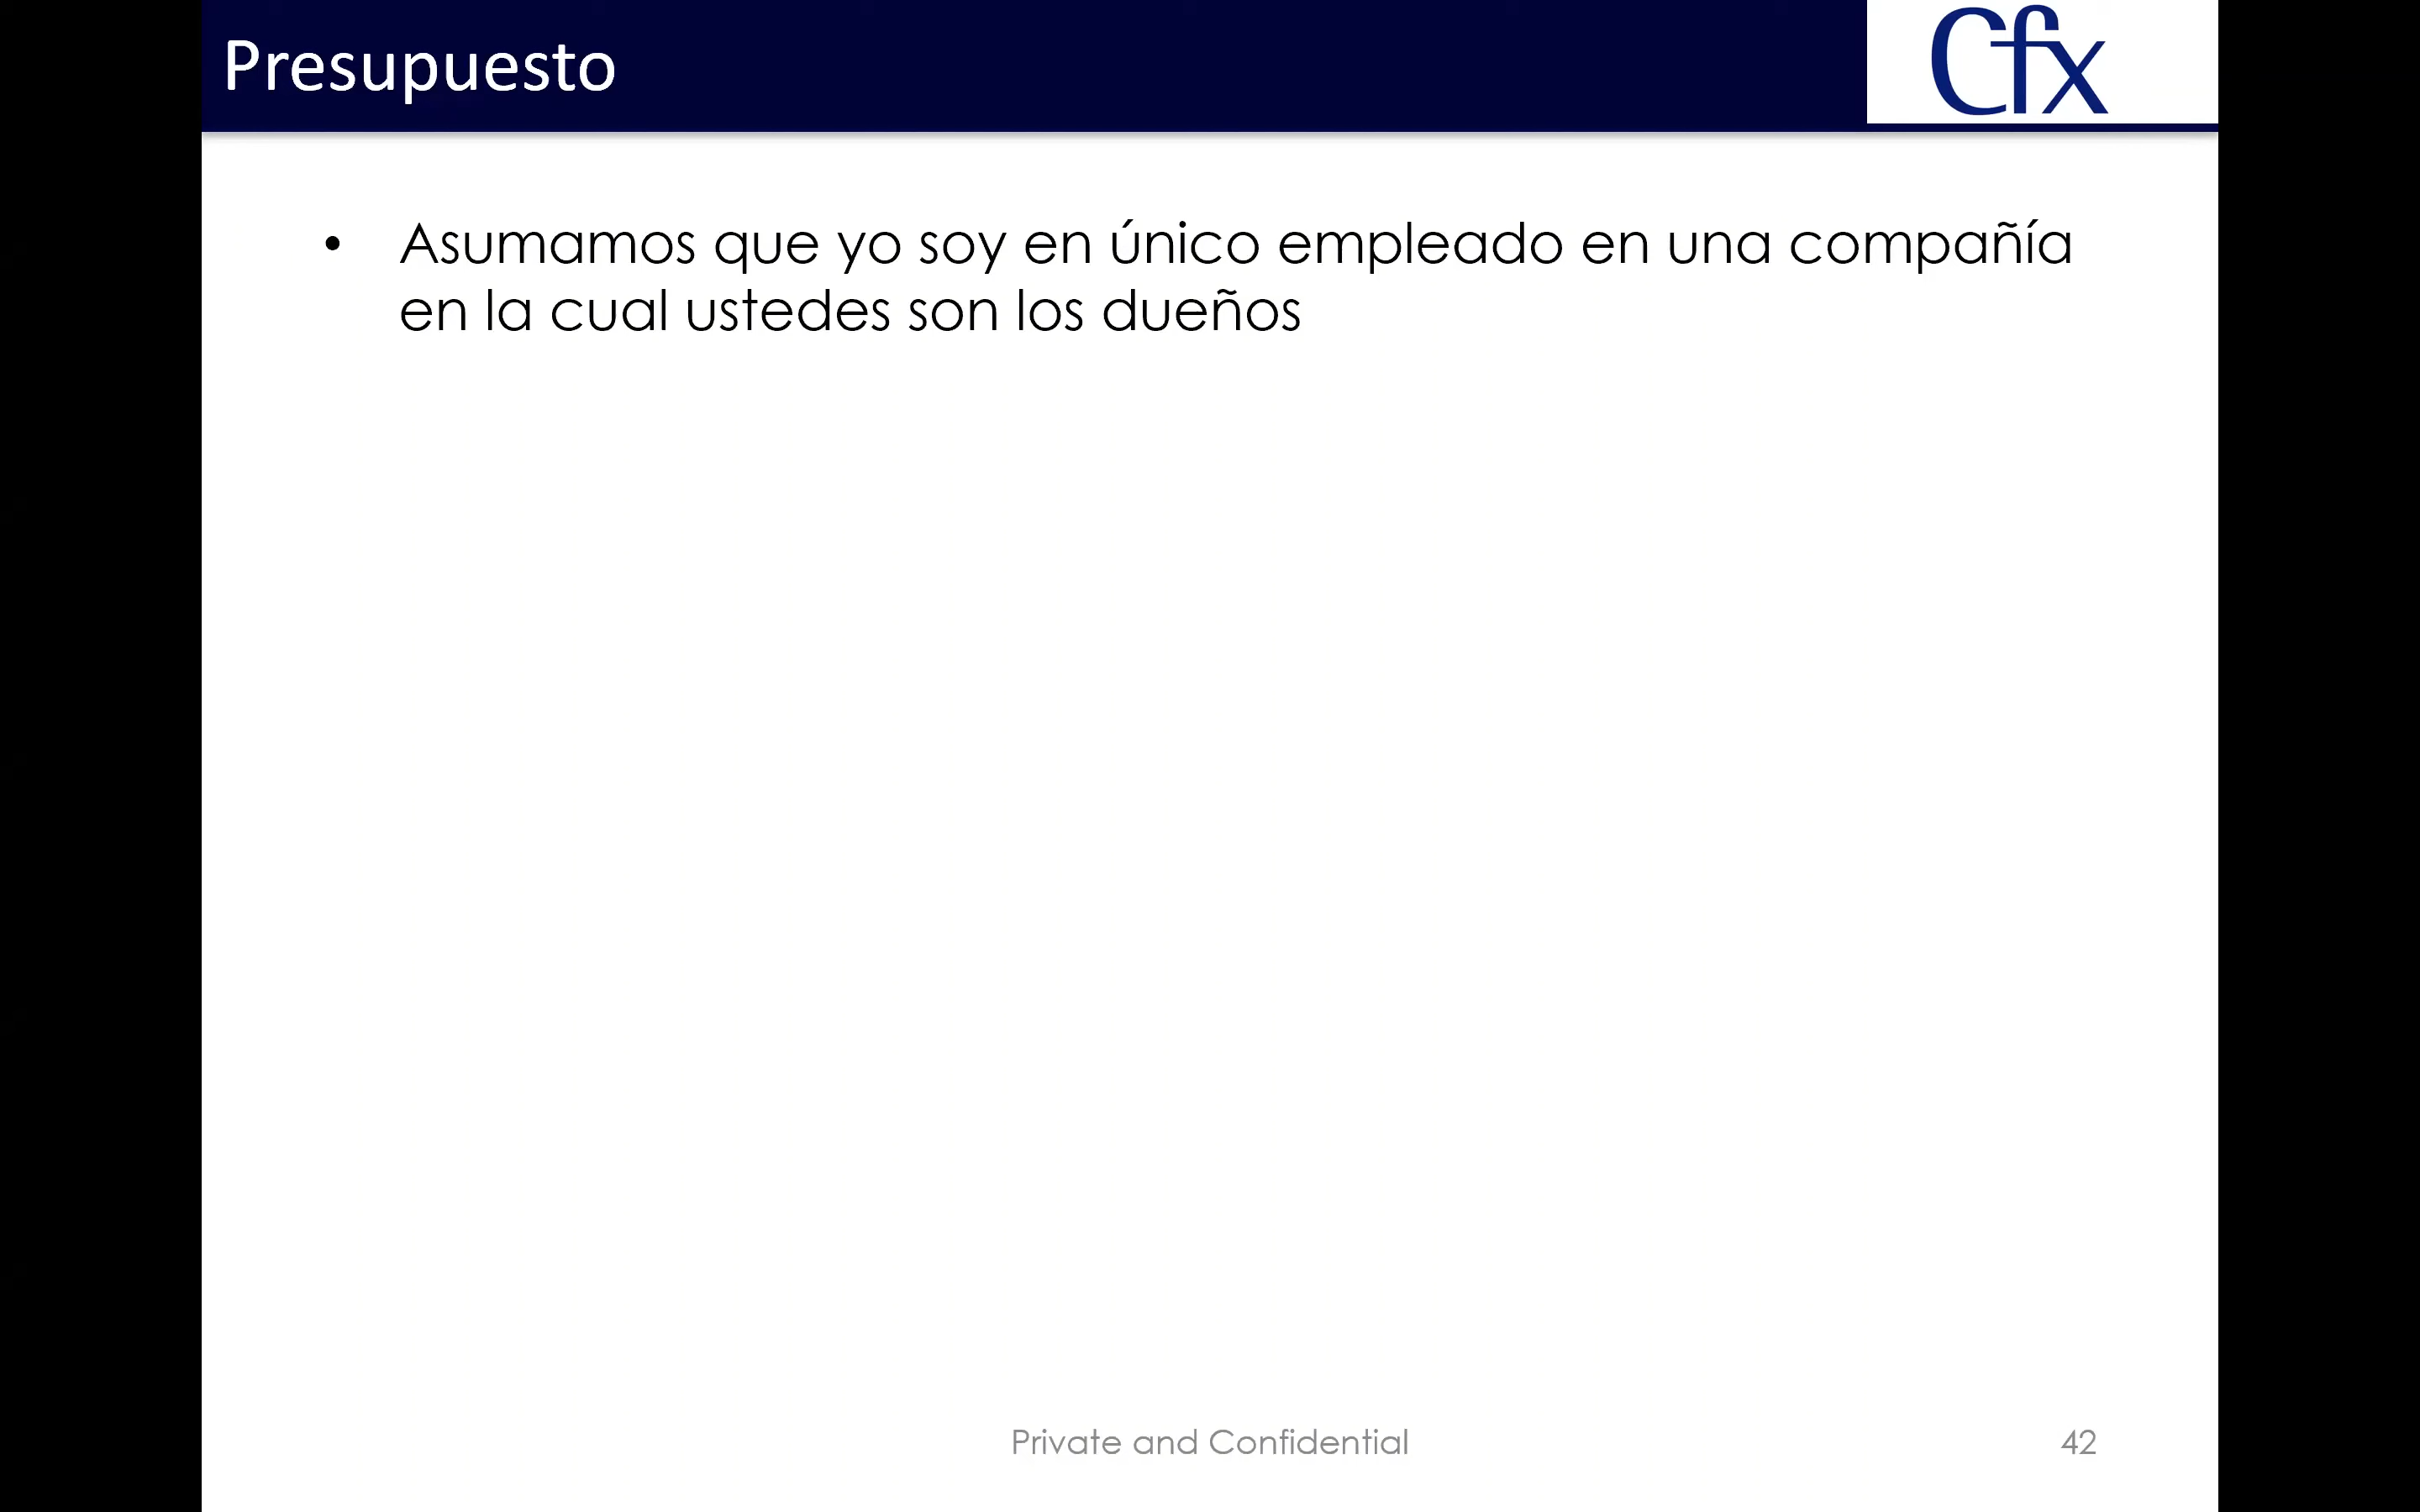 Presupuesto
Cfx
• Asumamos que yo soy en único empleado en una compañía
en la cual ustedes son los dueños
Private and Confidential
42